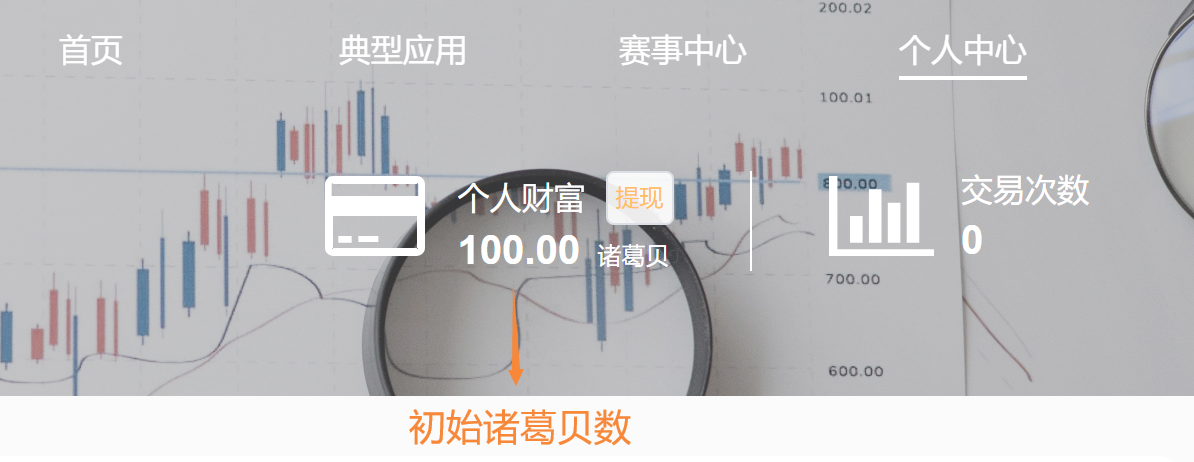 200.02
首页 典型应用 赛事中心 个人中心
100.01
800.00
个人财富 提现 交易次数
100.00 诸葛贝 0
700.00
600.00
初始诸葛贝数